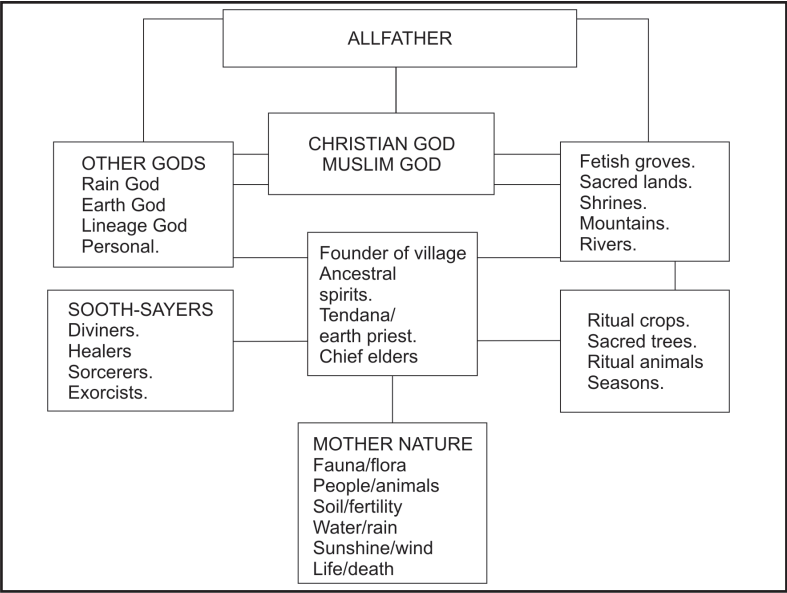 ALLFATHER
CHRISTIAN GOD
MUSLIM GOD
OTHER GODS
Rain God
Earth God
Lineage God
Personal.
Fetish groves.
Sacred lands.
Shrines.
Mountains.
Rivers.
Founder of village
Ancestral
spirits.
Tendana/
earth priest.
Chief elders
SOOTH-SAYERS
Diviners.
Healers
Sorcerers.
Exorcists.
Ritual crops.
Sacred trees.
Ritual animals
Seasons.
MOTHER NATURE
Fauna/flora
People/animals
Soil/fertility
Water/rain
Sunshine/wind
Life/death